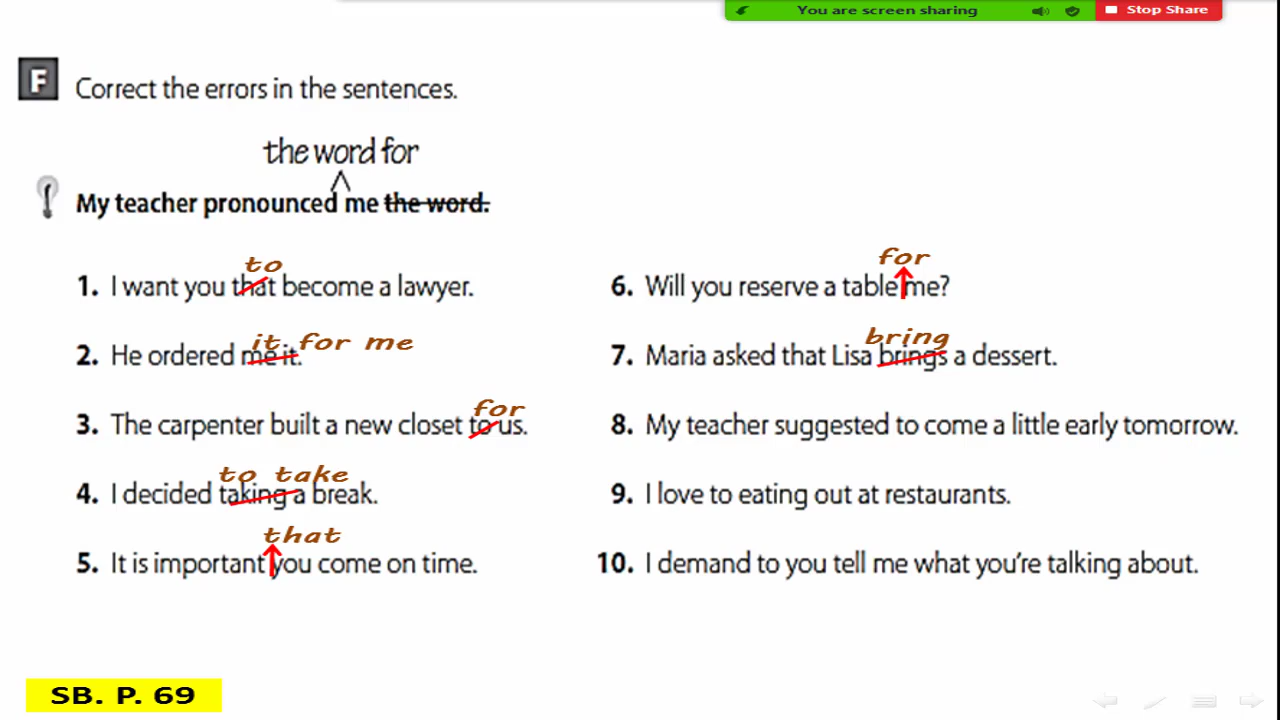 You are screen sharing
Stop Share
F Correct the errors in the sentences.
the word for
My teacher pronounced me the word.
to
1. I want you that become a lawyer.
it for me
2. He ordered me it.
for
3. The carpenter built a new closet to us.
to take
4. I decided taking a break.
that
5. It is important you come on time.
for
6. Will you reserve a table me?
bring
7. Maria asked that Lisa brings a dessert.
8. My teacher suggested to come a little early tomorrow.
9. I love to eating out at restaurants.
10. I demand to you tell me what you're talking about.
SB. P. 69